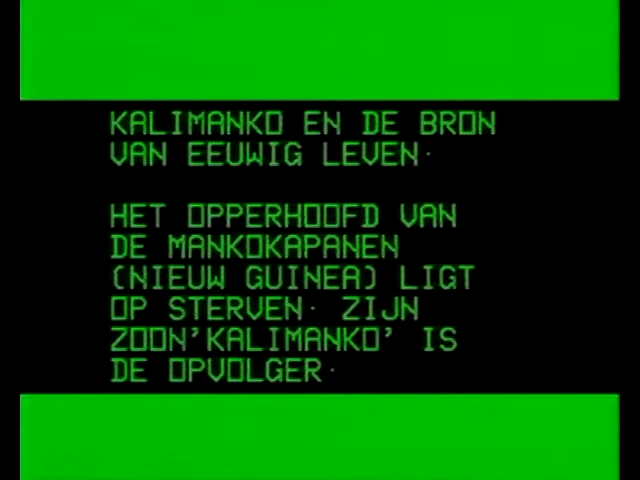 KALIMANKO EN DE BRON
VAN EEUWIG LEVEN.
HET OPPERHOOFD VAN
DE MANKOKAPANEN
(NIEUW GUINEA) LIGT
OP STERVEN. ZIJN
ZOON'KALIMANKO' IS
DE OPVOLGER.